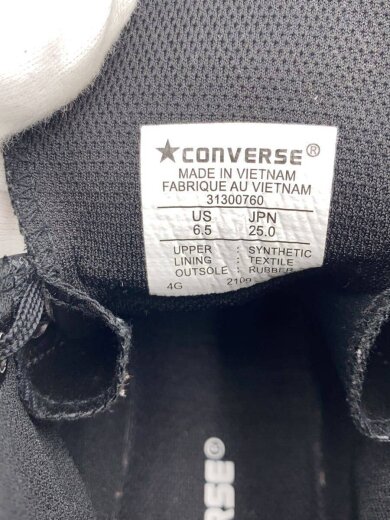 ★CONVERSE®
MADE IN VIETNAM
FABRIQUE AU VIETNAM
31300760
US JPN
6.5 25.0
UPPER : SYNTHETIC
LINING : TEXTILE
OUTSOLE : RUBBER
4G
ERSE